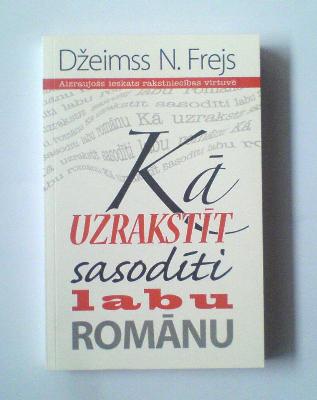 Džeimss N. Frejs
Aizraujošs ieskats rakstniecības virtuvē
Kā
UZRAKSTĪT
sasodīti
labu
ROMĀNU